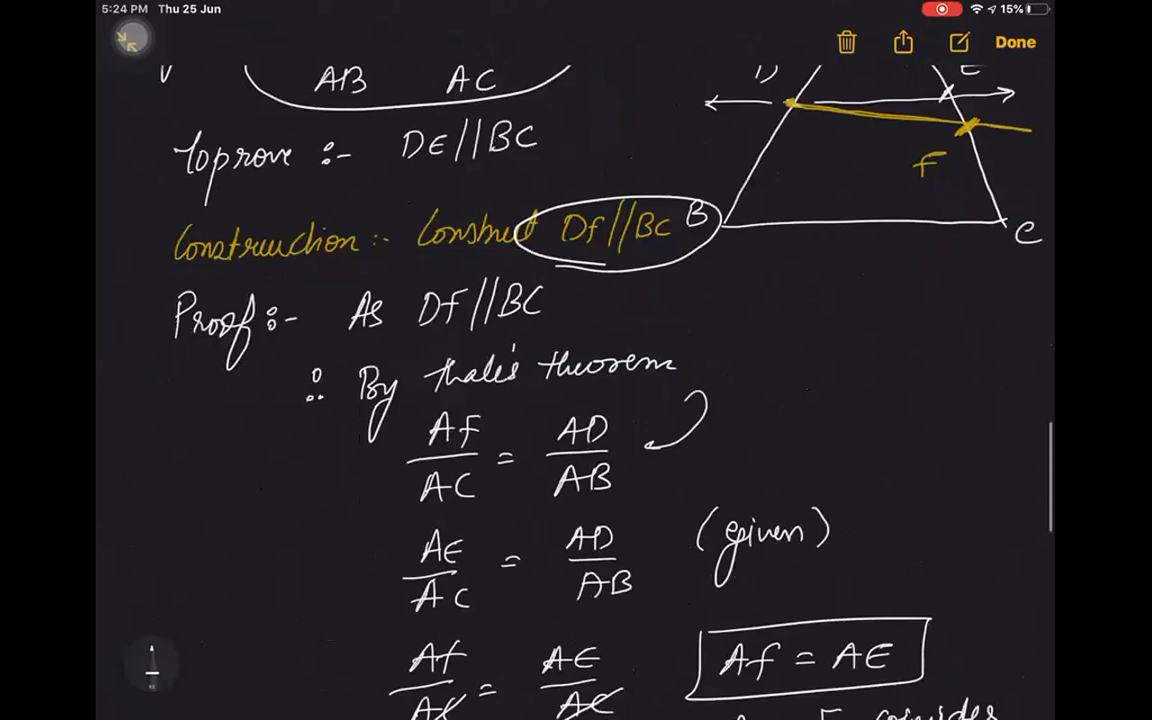 5:24 PM Thu 25 Jun
15%
Done
AB AC
D E
Toprove :- DE//BC
F
Construction :- Construct Df//BC
B
C
Proof :- As Df//BC
∴ By thale's theorem
Af/AC = AD/AB
AE/AC = AD/AB (given)
Af/AC = AE/AC
Af = AE
E coincides